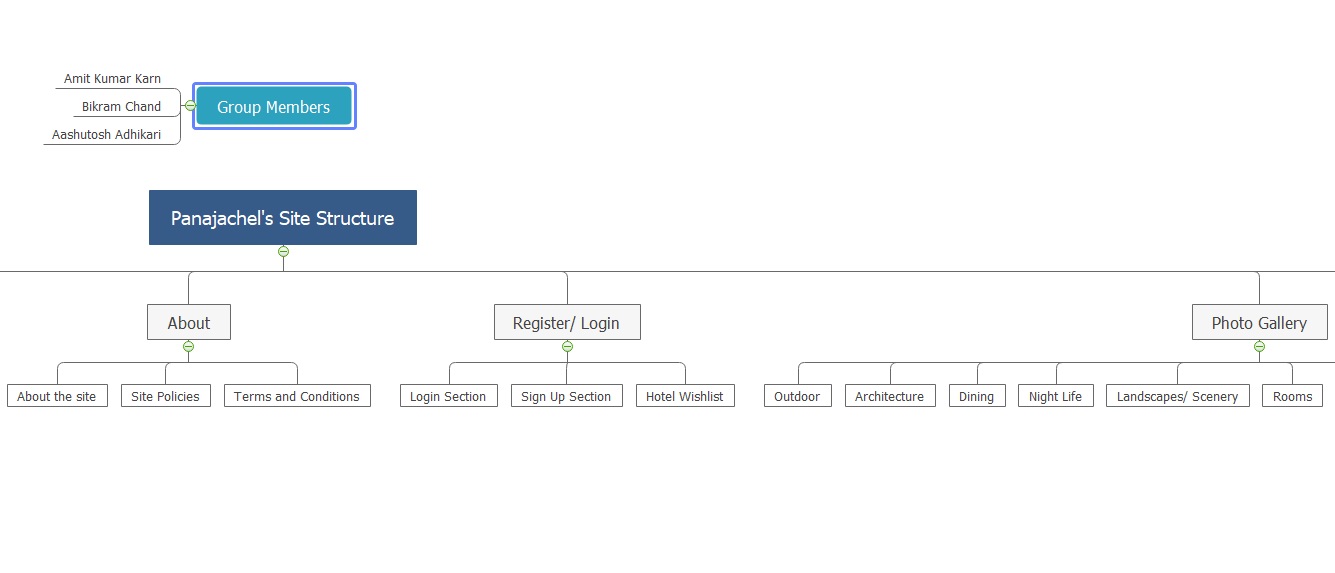 Amit Kumar Karn
Bikram Chand
Aashutosh Adhikari
Group Members
Panajachel's Site Structure
About
Register/ Login
Photo Gallery
About the site
Site Policies
Terms and Conditions
Login Section
Sign Up Section
Hotel Wishlist
Outdoor
Architecture
Dining
Night Life
Landscapes/ Scenery
Rooms